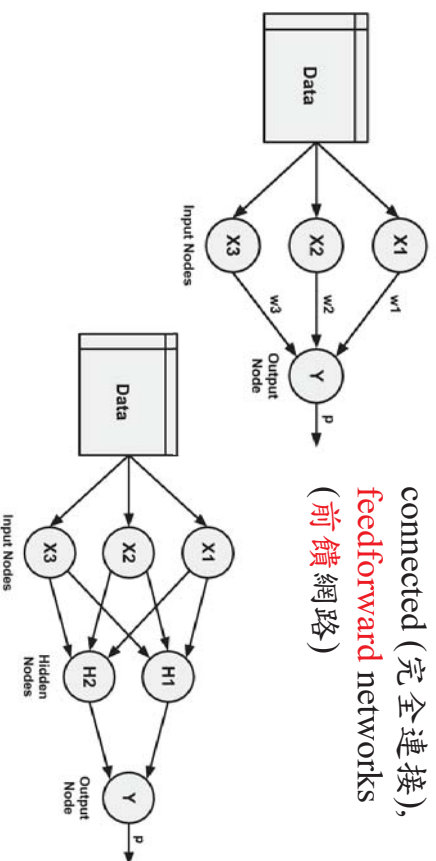 connected (完全連接),
feedforward networks
(前饋網路)
Data
X1
X2
X3
Input Nodes
w1
w2
w3
Y
Output
Node
p
Data
X1
X2
X3
Input Nodes
H1
H2
Hidden
Nodes
Y
Output
Node
p